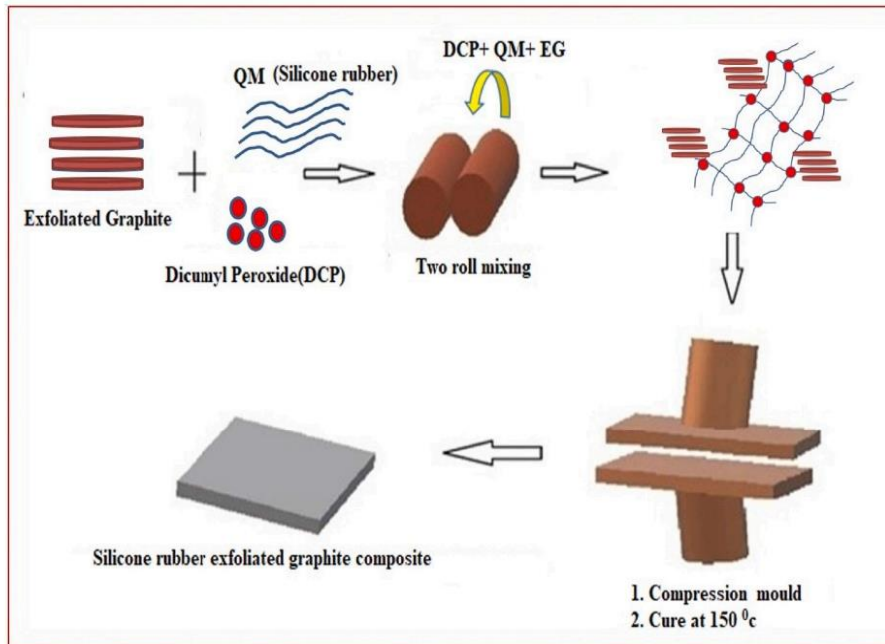 DCP+ QM+ EG
QM (Silicone rubber)
Exfoliated Graphite
Dicumyl Peroxide(DCP)
Two roll mixing
Silicone rubber exfoliated graphite composite
1. Compression mould
2. Cure at 150 ⁰c